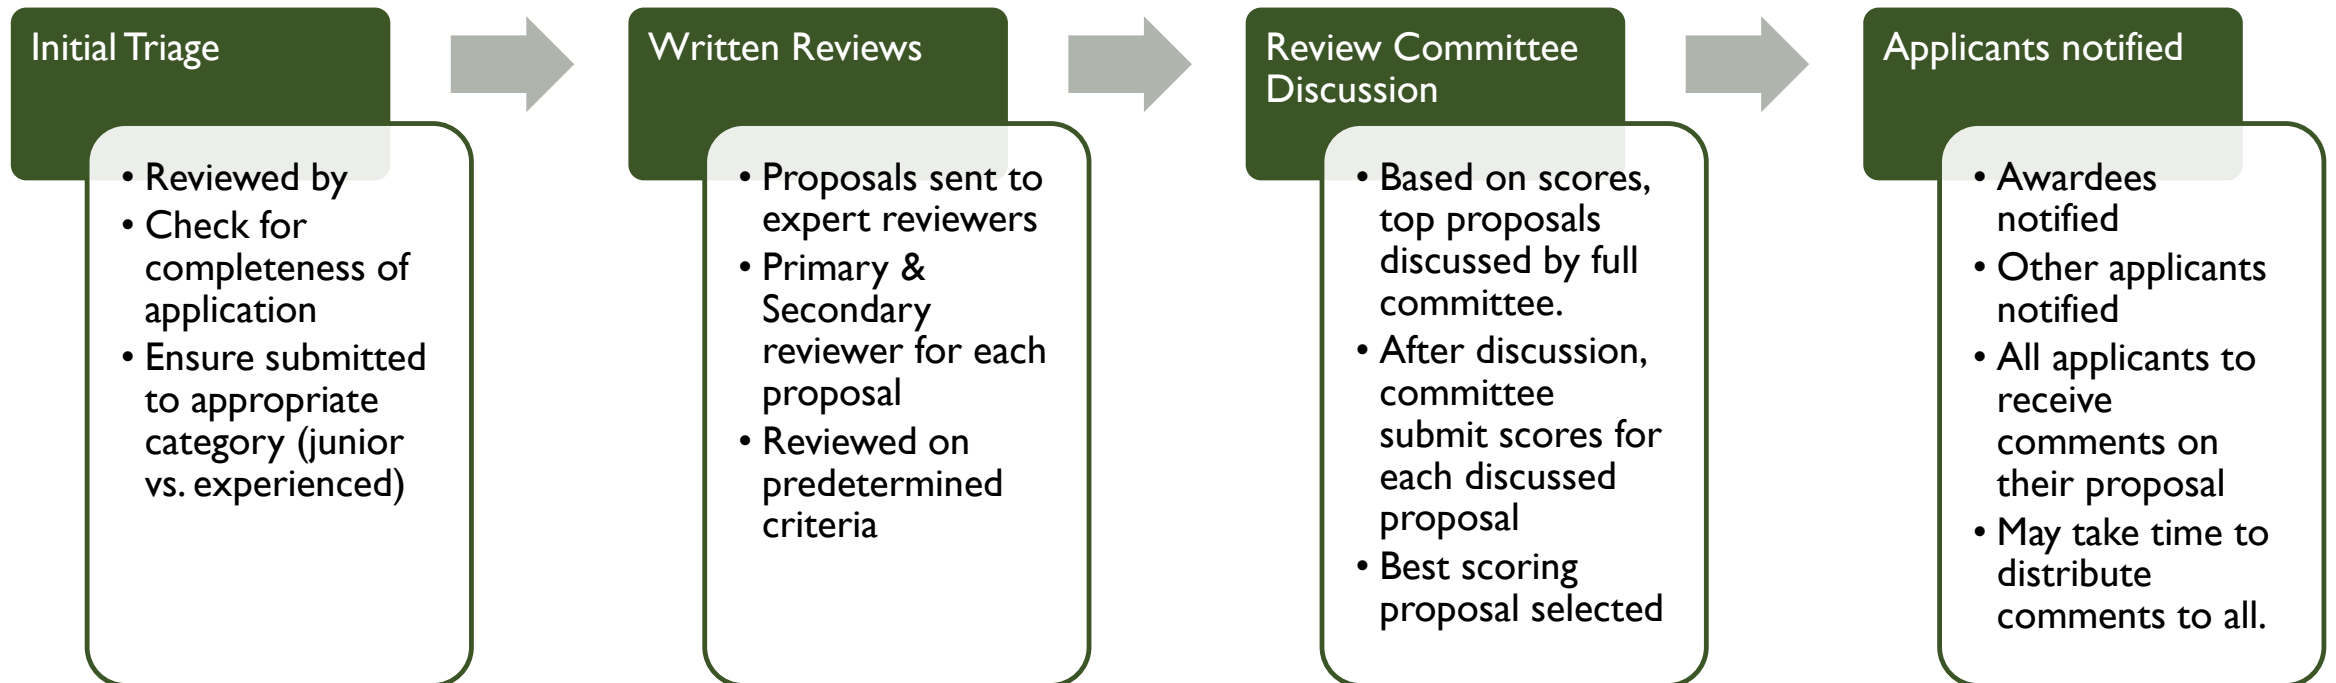 Initial Triage
• Reviewed by
• Check for
completeness of
application
• Ensure submitted
to appropriate
category (junior
vs. experienced)
Written Reviews
• Proposals sent to
expert reviewers
• Primary &
Secondary
reviewer for each
proposal
• Reviewed on
predetermined
criteria
Review Committee
Discussion
• Based on scores,
top proposals
discussed by full
committee.
• After discussion,
committee
submit scores for
each discussed
proposal
• Best scoring
proposal selected
Applicants notified
• Awardees
notified
• Other applicants
notified
• All applicants to
receive
comments on
their proposal
• May take time to
distribute
comments to all.